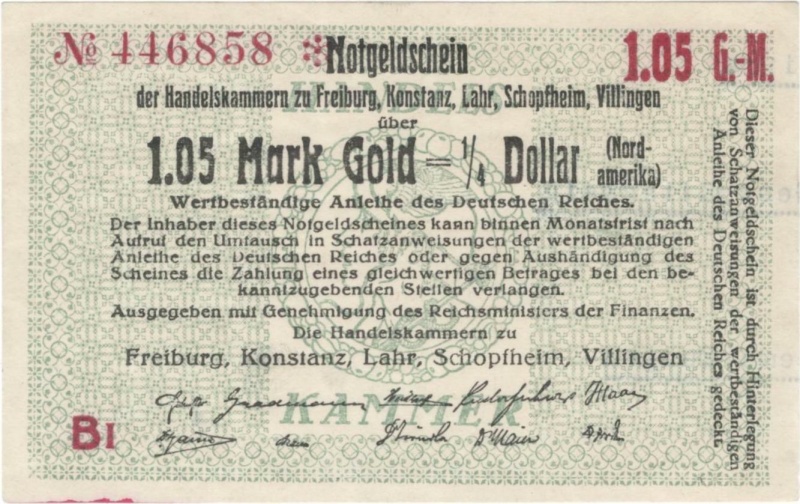 № 446858 ※ Notgeldschein 1.05 G.-M.
der Handelskammern zu Freiburg, Konstanz, Lahr, Schopfheim, Villingen
über
1.05 Mark Gold = 1/4 Dollar (Nord-
amerika)
Wertbeständige Anleihe des Deutschen Reiches.
Der Inhaber dieses Notgeldscheines kann binnen Monatsfrist nach
Aufruf den Umtausch in Schatzanweisungen der wertbeständigen
Anleihe des Deutschen Reiches oder gegen Aushändigung des
Scheines die Zahlung eines gleichwertigen Betrages bei den be-
kanntzugebenden Stellen verlangen.
Ausgegeben mit Genehmigung des Reichsministers der Finanzen.
Die Handelskammern zu
Freiburg, Konstanz, Lahr, Schopfheim, Villingen
B1
HANDELS
KAMMER
Dieser Notgeldschein ist durch Hinterlegung
von Schatzanweisungen der wertbeständigen
Anleihe des Deutschen Reiches gedeckt.